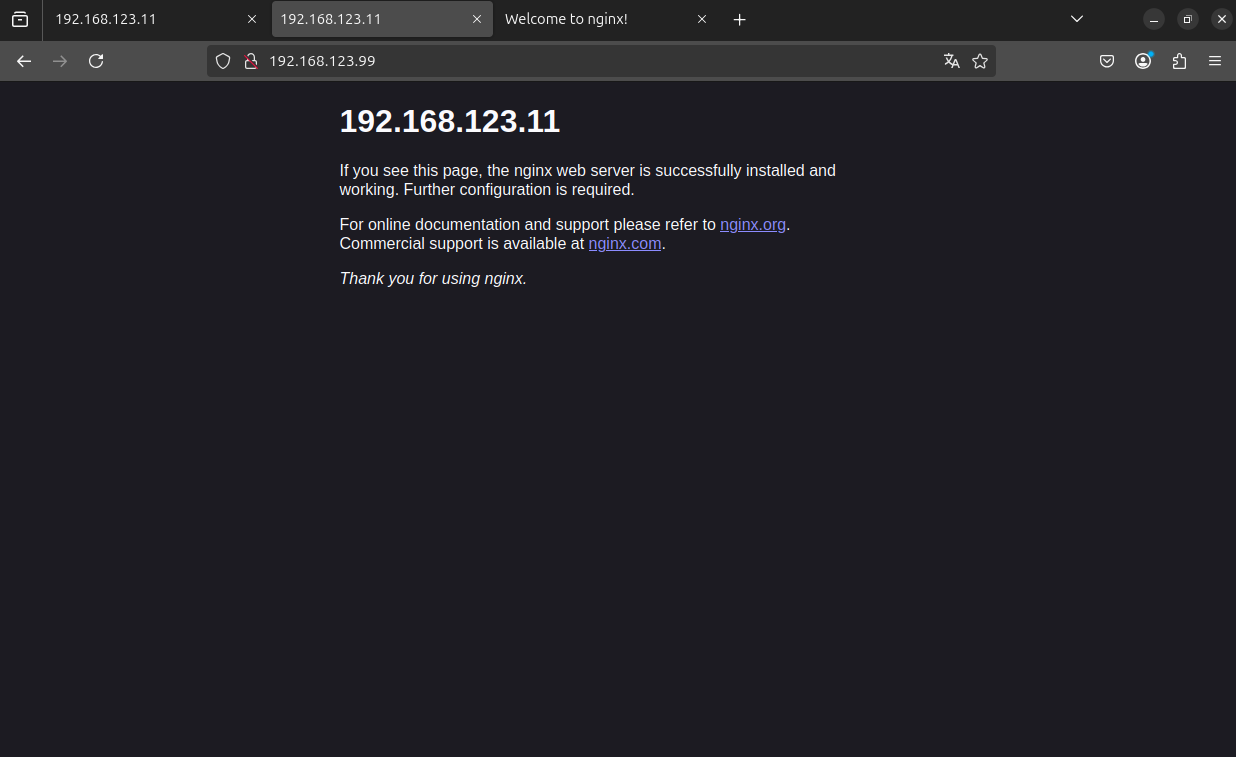 192.168.123.11
192.168.123.11
Welcome to nginx!
192.168.123.99
192.168.123.11
If you see this page, the nginx web server is successfully installed and
working. Further configuration is required.
For online documentation and support please refer to nginx.org.
Commercial support is available at nginx.com.
Thank you for using nginx.